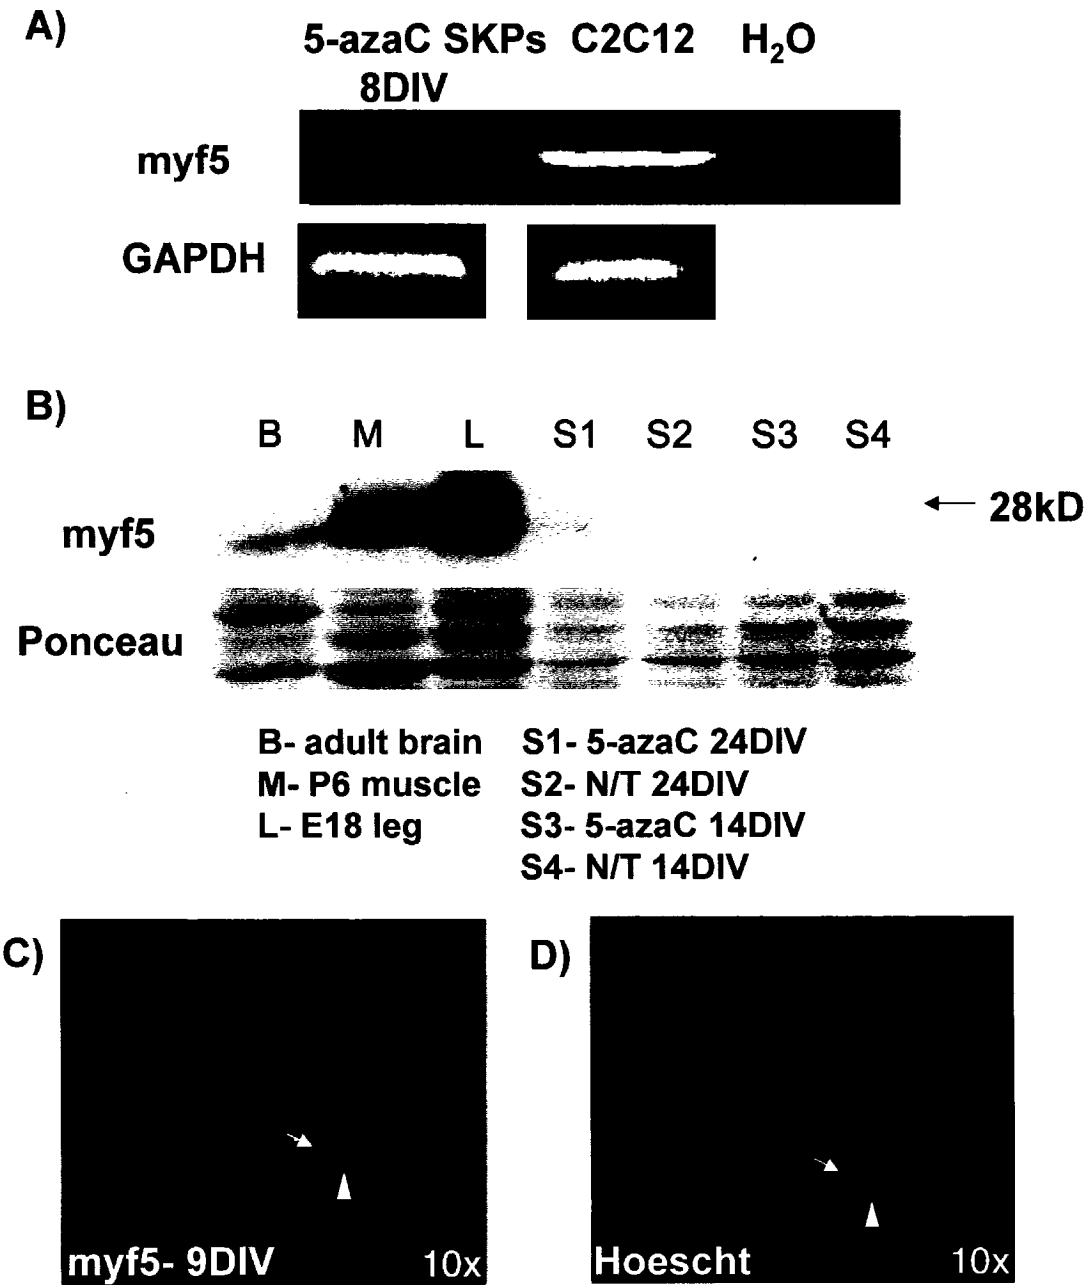 A)
5-azaC SKPs C2C12 H₂O
8DIV
myf5
GAPDH
B)
B M L S1 S2 S3 S4
28kD
myf5
Ponceau
B- adult brain S1- 5-azaC 24DIV
M- P6 muscle S2- N/T 24DIV
L- E18 leg S3- 5-azaC 14DIV
S4- N/T 14DIV
C) D)
myf5- 9DIV 10x Hoescht 10x